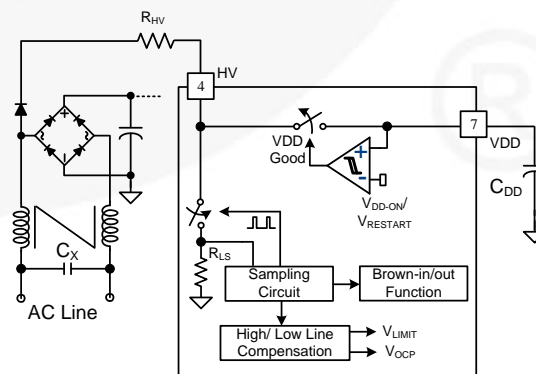 RHV
4
HV
7
VDD
VDD
Good
+
-
CDD
VDD-ON/
VRESTART
+
-
CX
AC Line
RLS
Sampling
Circuit
Brown-in/out
Function
High/ Low Line
Compensation
VLIMIT
VOCP
®